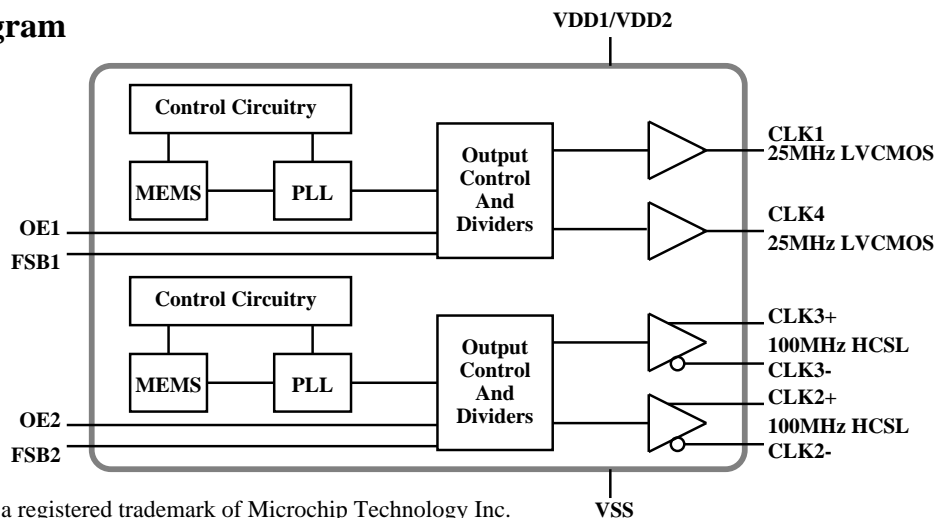 gram
VDD1/VDD2
Control Circuitry
MEMS
PLL
Output
Control
And
Dividers
CLK1
25MHz LVCMOS
CLK4
25MHz LVCMOS
OE1
FSB1
Control Circuitry
MEMS
PLL
Output
Control
And
Dividers
CLK3+
100MHz HCSL
CLK3-
CLK2+
100MHz HCSL
CLK2-
OE2
FSB2
a registered trademark of Microchip Technology Inc.
VSS